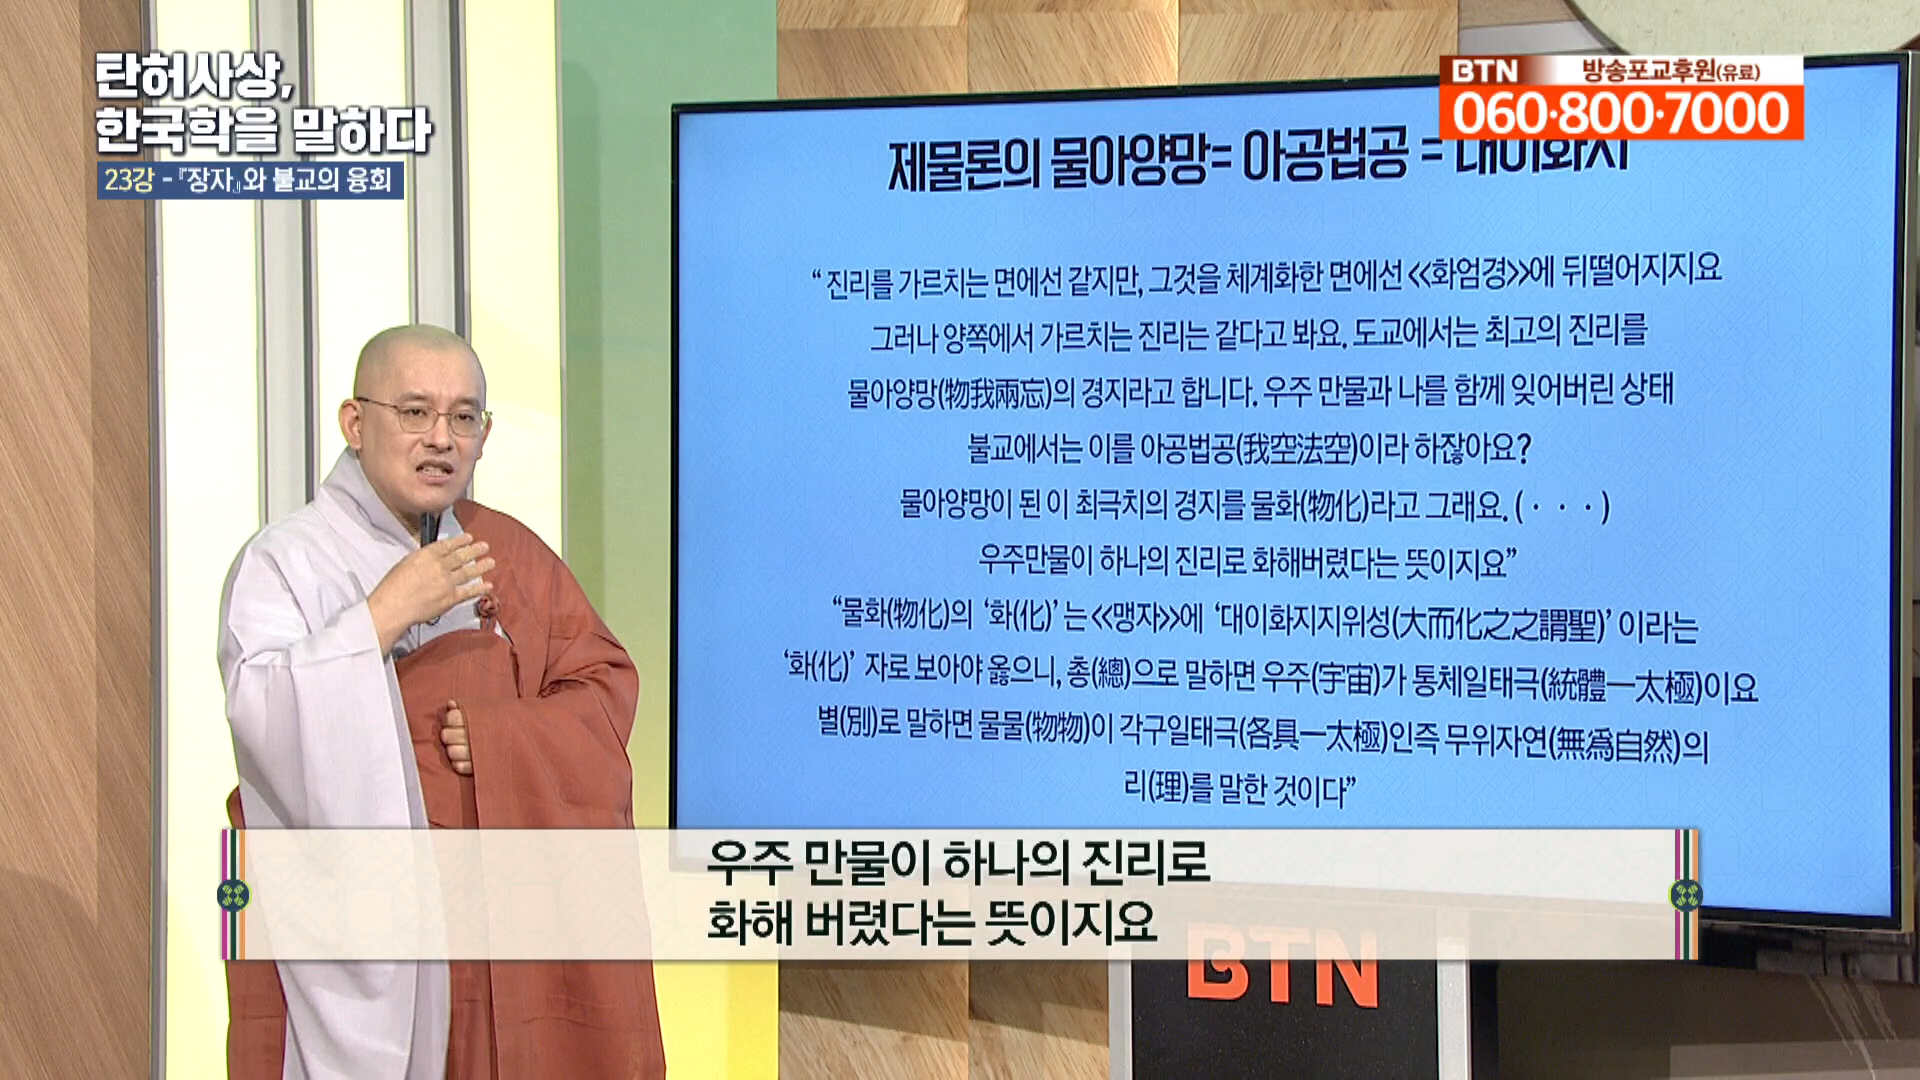 탄허사상,
한국학을 말하다
23강 - 『장자』와 불교의 융회
BTN 방송포교후원(유료)
060·800·7000
제물론의 물아양망= 아공법공 =
“ 진리를 가르치는 면에선 같지만, 그것을 체계화한 면에선 <<화엄경>>에 뒤떨어지지요
그러나 양쪽에서 가르치는 진리는 같다고 봐요. 도교에서는 최고의 진리를
물아양망(物我兩忘)의 경지라고 합니다. 우주 만물과 나를 함께 잊어버린 상태
불교에서는 이를 아공법공(我空法空)이라 하잖아요?
물아양망이 된 이 최극치의 경지를 물화(物化)라고 그래요. ( · · · )
우주만물이 하나의 진리로 화해버렸다는 뜻이지요”
“물화(物化)의 ‘화(化)’ 는 <<맹자>>에 ‘대이화지지위성(大而化之之謂聖)’ 이라는
‘화(化)’ 자로 보아야 옳으니, 총(總)으로 말하면 우주(宇宙)가 통체일태극(統體一太極)이요
별(別)로 말하면 물물(物物)이 각구일태극(各具一太極)인즉 무위자연(無爲自然)의
리(理)를 말한 것이다”
우주 만물이 하나의 진리로
화해 버렸다는 뜻이지요
BTN